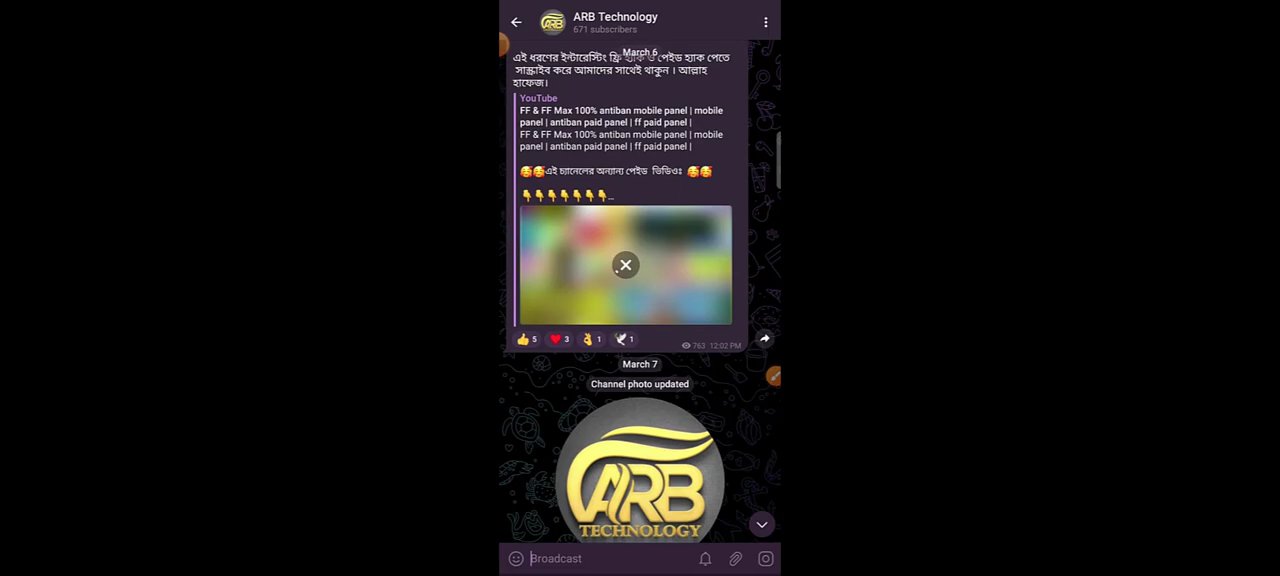 ARB Technology
671 subscribers
March 6
এই ধরণের ইন্টারেস্টিং ফ্রি হ্যাক ও পেইড হ্যাক পেতে
সাস্ক্রাইব করে আমাদের সাথেই থাকুন । আল্লাহ
হাফেজ।
YouTube
FF & FF Max 100% antiban mobile panel | mobile
panel | antiban paid panel | ff paid panel |
FF & FF Max 100% antiban mobile panel | mobile
panel | antiban paid panel | ff paid panel |
🥰🥰এই চ্যানেলের অন্যান্য পেইড ভিডিওঃ 🥰🥰
👇👇👇👇👇👇👇...
👍 5 ❤ 3 👌 1 🕊 1
763 12:02 PM
March 7
Channel photo updated
ARB
TECHNOLOGY
Broadcast